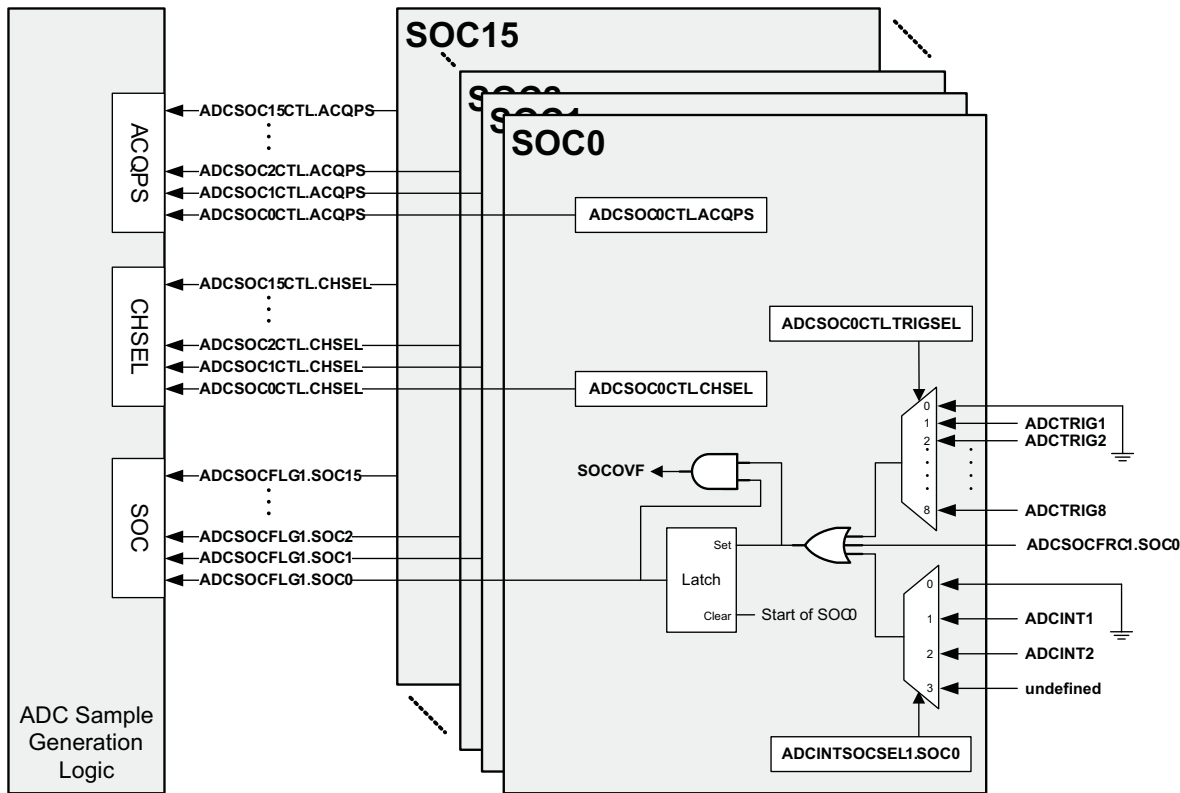 SOC15
SOC2
SOC1
SOC0
ACQPS
ADCSOC15CTL.ACQPS
ADCSOC2CTL.ACQPS
ADCSOC1CTL.ACQPS
ADCSOC0CTL.ACQPS
ADCSOC0CTL.ACQPS
CHSEL
ADCSOC15CTL.CHSEL
ADCSOC2CTL.CHSEL
ADCSOC1CTL.CHSEL
ADCSOC0CTL.CHSEL
ADCSOC0CTL.CHSEL
ADCSOC0CTL.TRIGSEL
0
1
2
8
ADCTRIG1
ADCTRIG2
ADCTRIG8
SOC
ADCSOCFLG1.SOC15
ADCSOCFLG1.SOC2
ADCSOCFLG1.SOC1
ADCSOCFLG1.SOC0
SOCOVF
Set
Latch
Clear
Start of SOC0
ADCSOCFRC1.SOC0
0
1
2
3
ADCINT1
ADCINT2
undefined
ADCINTSOCSEL1.SOC0
ADC Sample
Generation
Logic